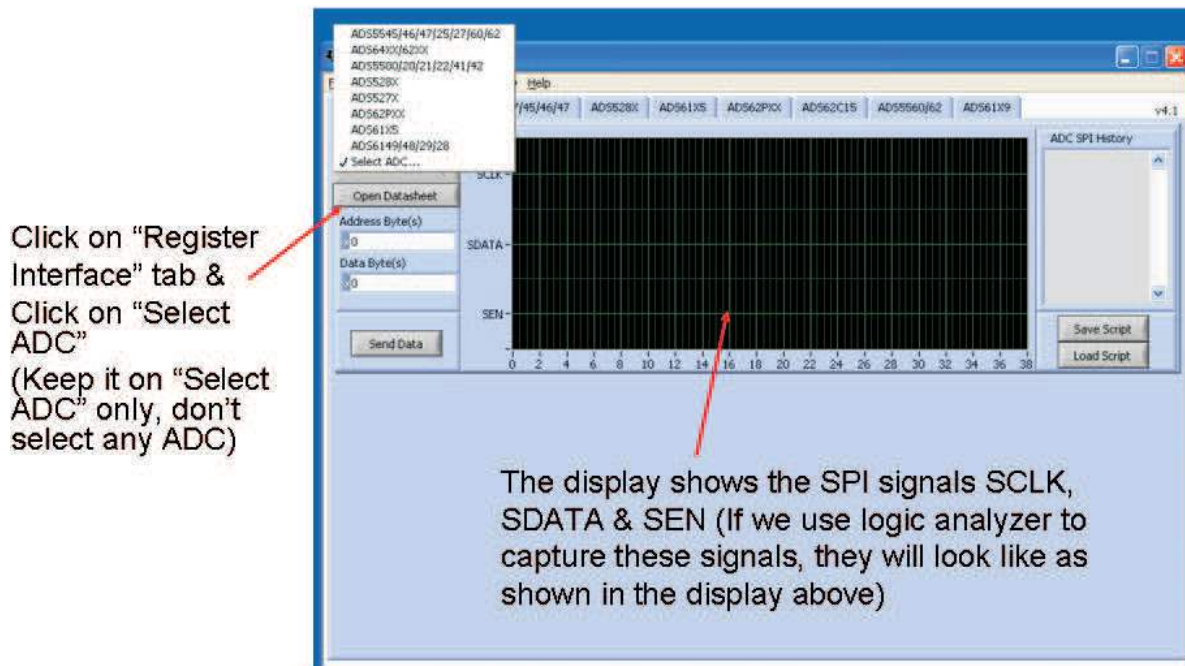 ADS5545/46/47/25/27/60/62
ADS64XX/62XX
ADS5500/20/21/22/41/42
ADS528X
ADS527X
ADS62PXX
ADS61X5
ADS6149/48/29/28
✓ Select ADC...
Help
/45/46/47 ADS528X ADS61X5 ADS62PXX ADS62C15 ADS5560/62 ADS61X9 v4.1
ADC SPI History
SCLK
Open Datasheet
Address Byte(s)
0
SDATA
Data Byte(s)
0
SEN
Send Data
Save Script
Load Script
0 2 4 6 8 10 12 14 16 18 20 22 24 26 28 30 32 34 36 38
Click on “Register
Interface” tab &
Click on “Select
ADC”
(Keep it on “Select
ADC” only, don’t
select any ADC)
The display shows the SPI signals SCLK,
SDATA & SEN (If we use logic analyzer to
capture these signals, they will look like as
shown in the display above)